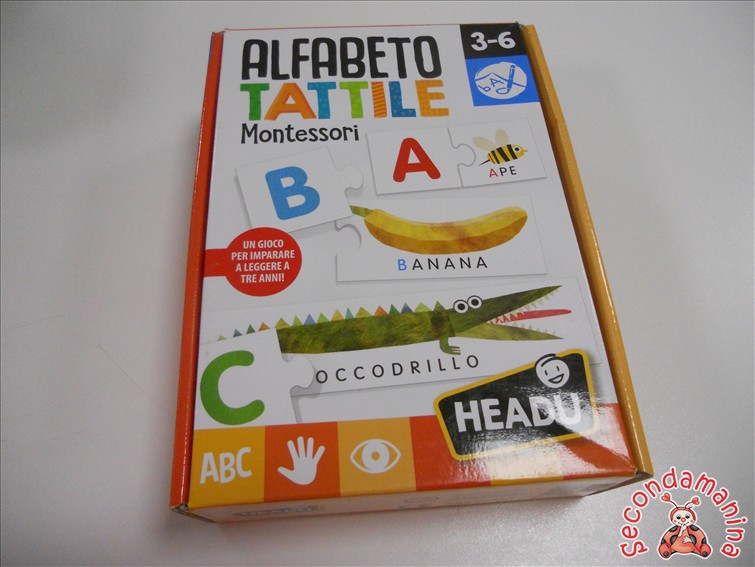 ALFABETO
TATTILE
Montessori
3-6
A
B
A
APE
UN GIOCO
PER IMPARARE
A LEGGERE A
TRE ANNI!
BANANA
C
OCCODRILLO
HEADU
ABC
secondamanina